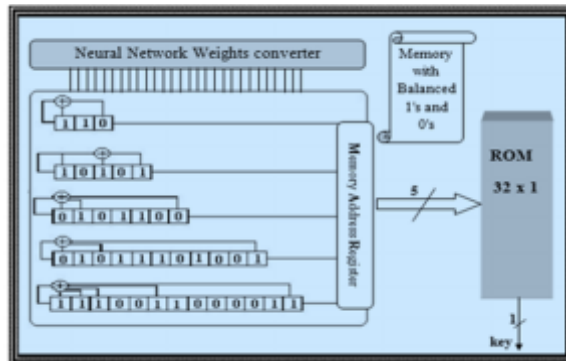 Neural Network Weights converter
Memory
with
Balanced
1's and
0's
1 1 0
1 0 1 0 1
0 1 0 1 1 0 0
0 1 0 1 1 1 0 1 0 0 1
1 1 1 0 0 1 1 0 0 0 0 1 1
Memory Address Register
5
ROM
32 x 1
1
key